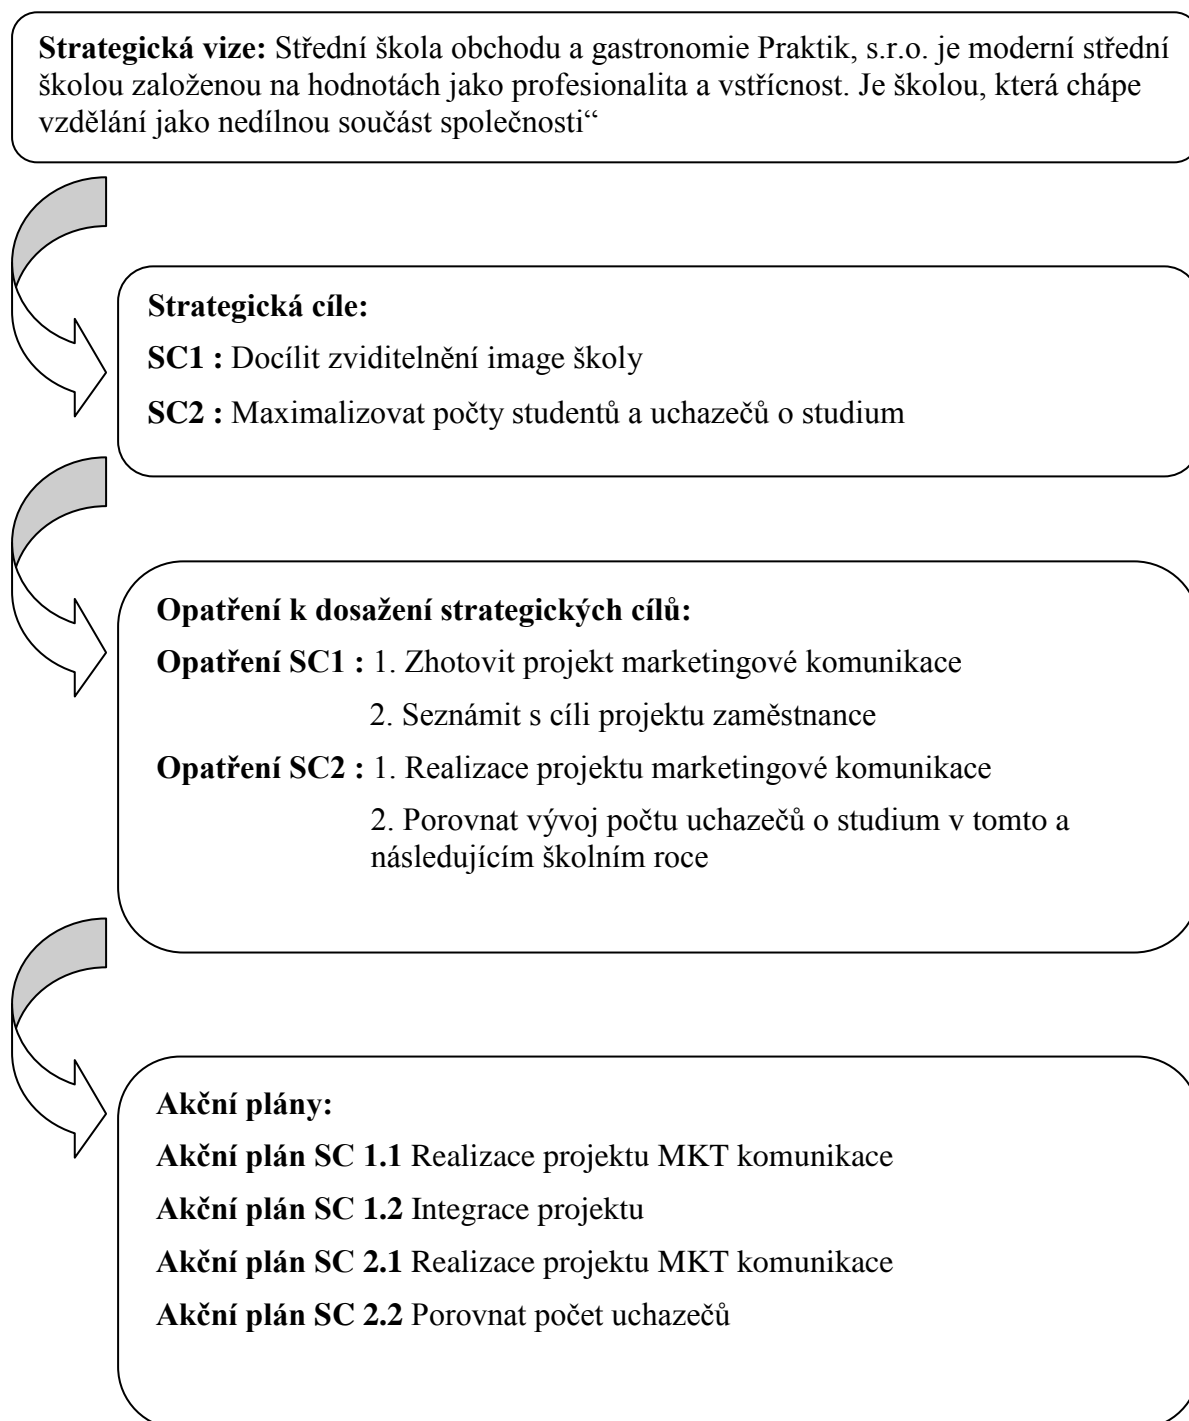 Strategická vize: Střední škola obchodu a gastronomie Praktik, s.r.o. je moderní střední
školou založenou na hodnotách jako profesionalita a vstřícnost. Je školou, která chápe
vzdělání jako nedílnou součást společnosti“
Strategická cíle:
SC1 : Docílit zviditelnění image školy
SC2 : Maximalizovat počty studentů a uchazečů o studium
Opatření k dosažení strategických cílů:
Opatření SC1 : 1. Zhotovit projekt marketingové komunikace
2. Seznámit s cíli projektu zaměstnance
Opatření SC2 : 1. Realizace projektu marketingové komunikace
2. Porovnat vývoj počtu uchazečů o studium v tomto a
následujícím školním roce
Akční plány:
Akční plán SC 1.1 Realizace projektu MKT komunikace
Akční plán SC 1.2 Integrace projektu
Akční plán SC 2.1 Realizace projektu MKT komunikace
Akční plán SC 2.2 Porovnat počet uchazečů